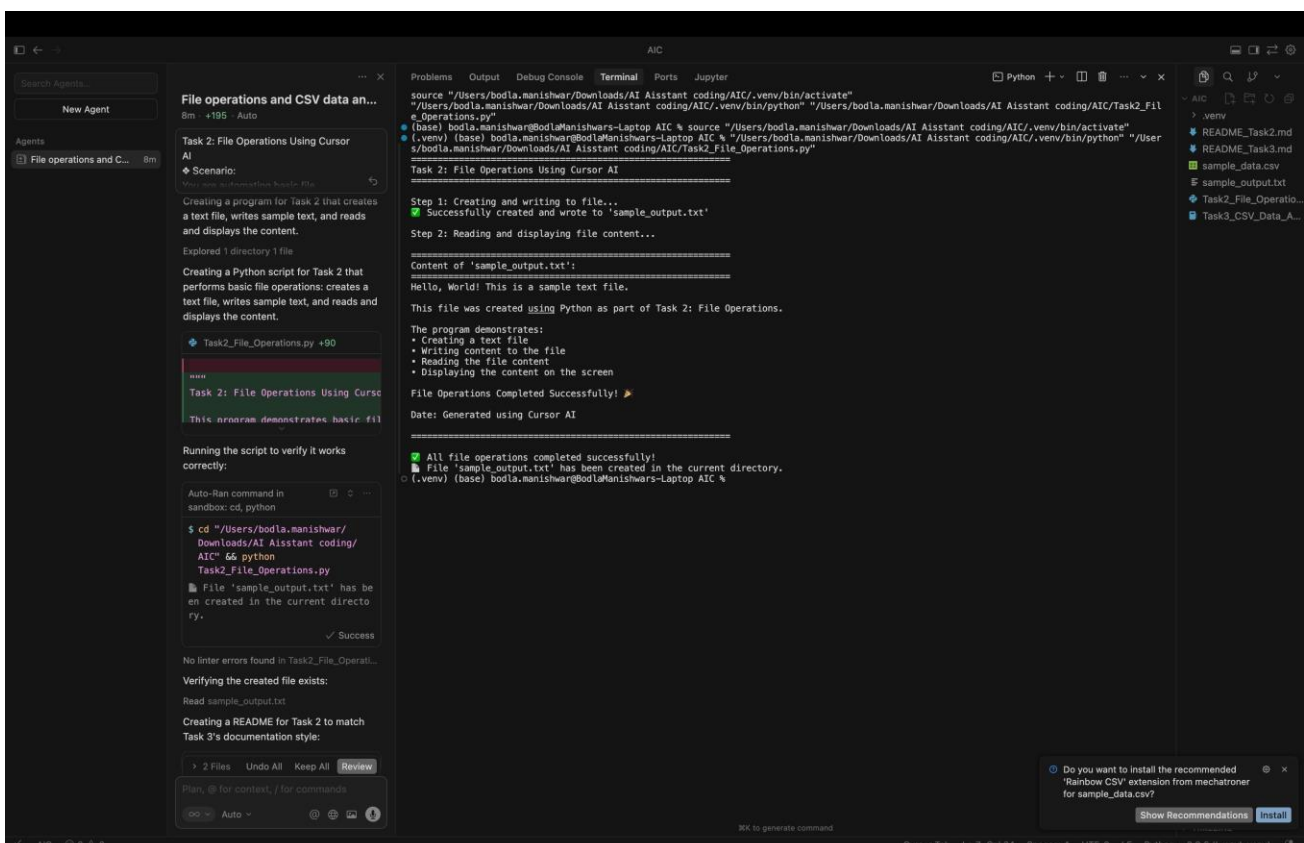 AIC
Search Agents...
New Agent
Agents
File operations and C... 8m
File operations and CSV data an...
8m · +195 · Auto
Task 2: File Operations Using Cursor
AI
❖ Scenario:
You are automating basic file
Creating a program for Task 2 that creates
a text file, writes sample text, and reads
and displays the content.
Explored 1 directory 1 file
Creating a Python script for Task 2 that
performs basic file operations: creates a
text file, writes sample text, and reads and
displays the content.
Task2_File_Operations.py +90
"""
Task 2: File Operations Using Curso
This program demonstrates basic fil
Running the script to verify it works
correctly:
Auto-Ran command in
sandbox: cd, python
$ cd "/Users/bodla.manishwar/
Downloads/AI Aisstant coding/
AIC" && python
Task2_File_Operations.py
📄 File 'sample_output.txt' has be
en created in the current directo
ry.
✓ Success
No linter errors found in Task2_File_Operati...
Verifying the created file exists:
Read sample_output.txt
Creating a README for Task 2 to match
Task 3's documentation style:
> 2 Files Undo All Keep All Review
Plan, @ for context, / for commands
∞ Auto
Problems Output Debug Console Terminal Ports Jupyter
Python
source "/Users/bodla.manishwar/Downloads/AI Aisstant coding/AIC/.venv/bin/activate"
"/Users/bodla.manishwar/Downloads/AI Aisstant coding/AIC/.venv/bin/python" "/Users/bodla.manishwar/Downloads/AI Aisstant coding/AIC/Task2_Fil
e_Operations.py"
(base) bodla.manishwar@BodlaManishwars-Laptop AIC % source "/Users/bodla.manishwar/Downloads/AI Aisstant coding/AIC/.venv/bin/activate"
(.venv) (base) bodla.manishwar@BodlaManishwars-Laptop AIC % "/Users/bodla.manishwar/Downloads/AI Aisstant coding/AIC/.venv/bin/python" "/User
s/bodla.manishwar/Downloads/AI Aisstant coding/AIC/Task2_File_Operations.py"
============================================================
Task 2: File Operations Using Cursor AI
============================================================
Step 1: Creating and writing to file...
✅ Successfully created and wrote to 'sample_output.txt'
Step 2: Reading and displaying file content...
============================================================
Content of 'sample_output.txt':
============================================================
Hello, World! This is a sample text file.
This file was created using Python as part of Task 2: File Operations.
The program demonstrates:
• Creating a text file
• Writing content to the file
• Reading the file content
• Displaying the content on the screen
File Operations Completed Successfully! 🎉
Date: Generated using Cursor AI
============================================================
✅ All file operations completed successfully!
📄 File 'sample_output.txt' has been created in the current directory.
(.venv) (base) bodla.manishwar@BodlaManishwars-Laptop AIC %
⌘K to generate command
AIC
.venv
README_Task2.md
README_Task3.md
sample_data.csv
sample_output.txt
Task2_File_Operatio...
Task3_CSV_Data_A...
Do you want to install the recommended
'Rainbow CSV' extension from mechatroner
for sample_data.csv?
Show Recommendations Install